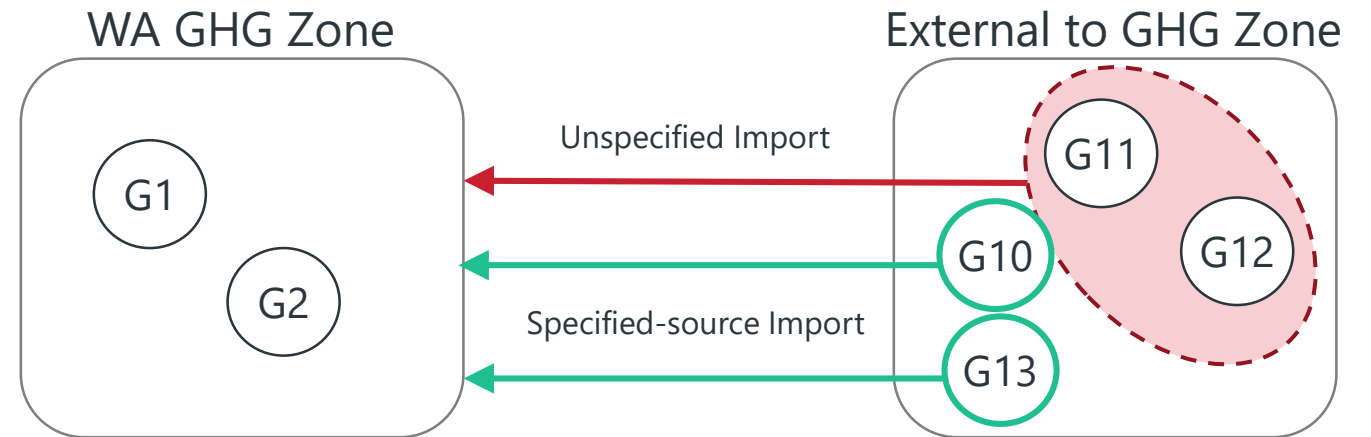 WA GHG Zone
External to GHG Zone
Unspecified Import
G11
G1
G10
G12
G2
Specified-source Import
G13